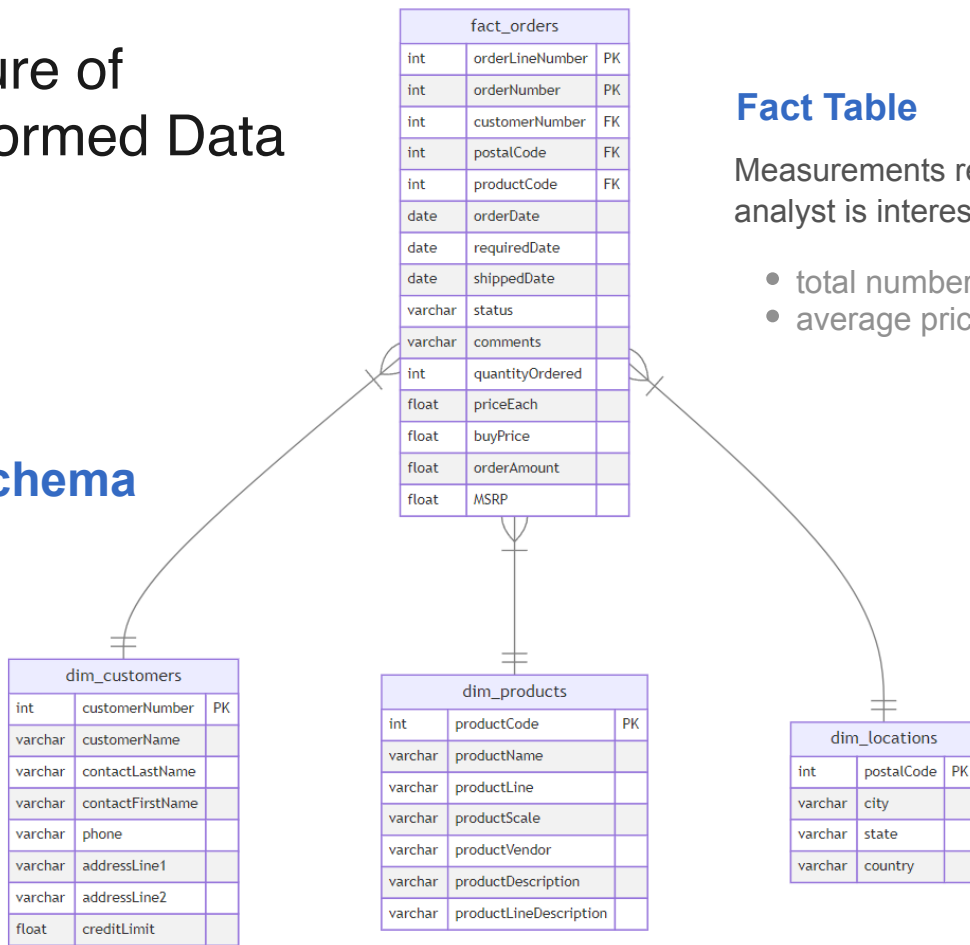 ure of
ormed Data
chema
fact_orders
int orderLineNumber PK
int orderNumber PK
int customerNumber FK
int postalCode FK
int productCode FK
date orderDate
date requiredDate
date shippedDate
varchar status
varchar comments
int quantityOrdered
float priceEach
float buyPrice
float orderAmount
float MSRP
Fact Table
Measurements re
analyst is interes
• total number
• average pric
dim_customers
int customerNumber PK
varchar customerName
varchar contactLastName
varchar contactFirstName
varchar phone
varchar addressLine1
varchar addressLine2
float creditLimit
dim_products
int productCode PK
varchar productName
varchar productLine
varchar productScale
varchar productVendor
varchar productDescription
varchar productLineDescription
dim_locations
int postalCode PK
varchar city
varchar state
varchar country